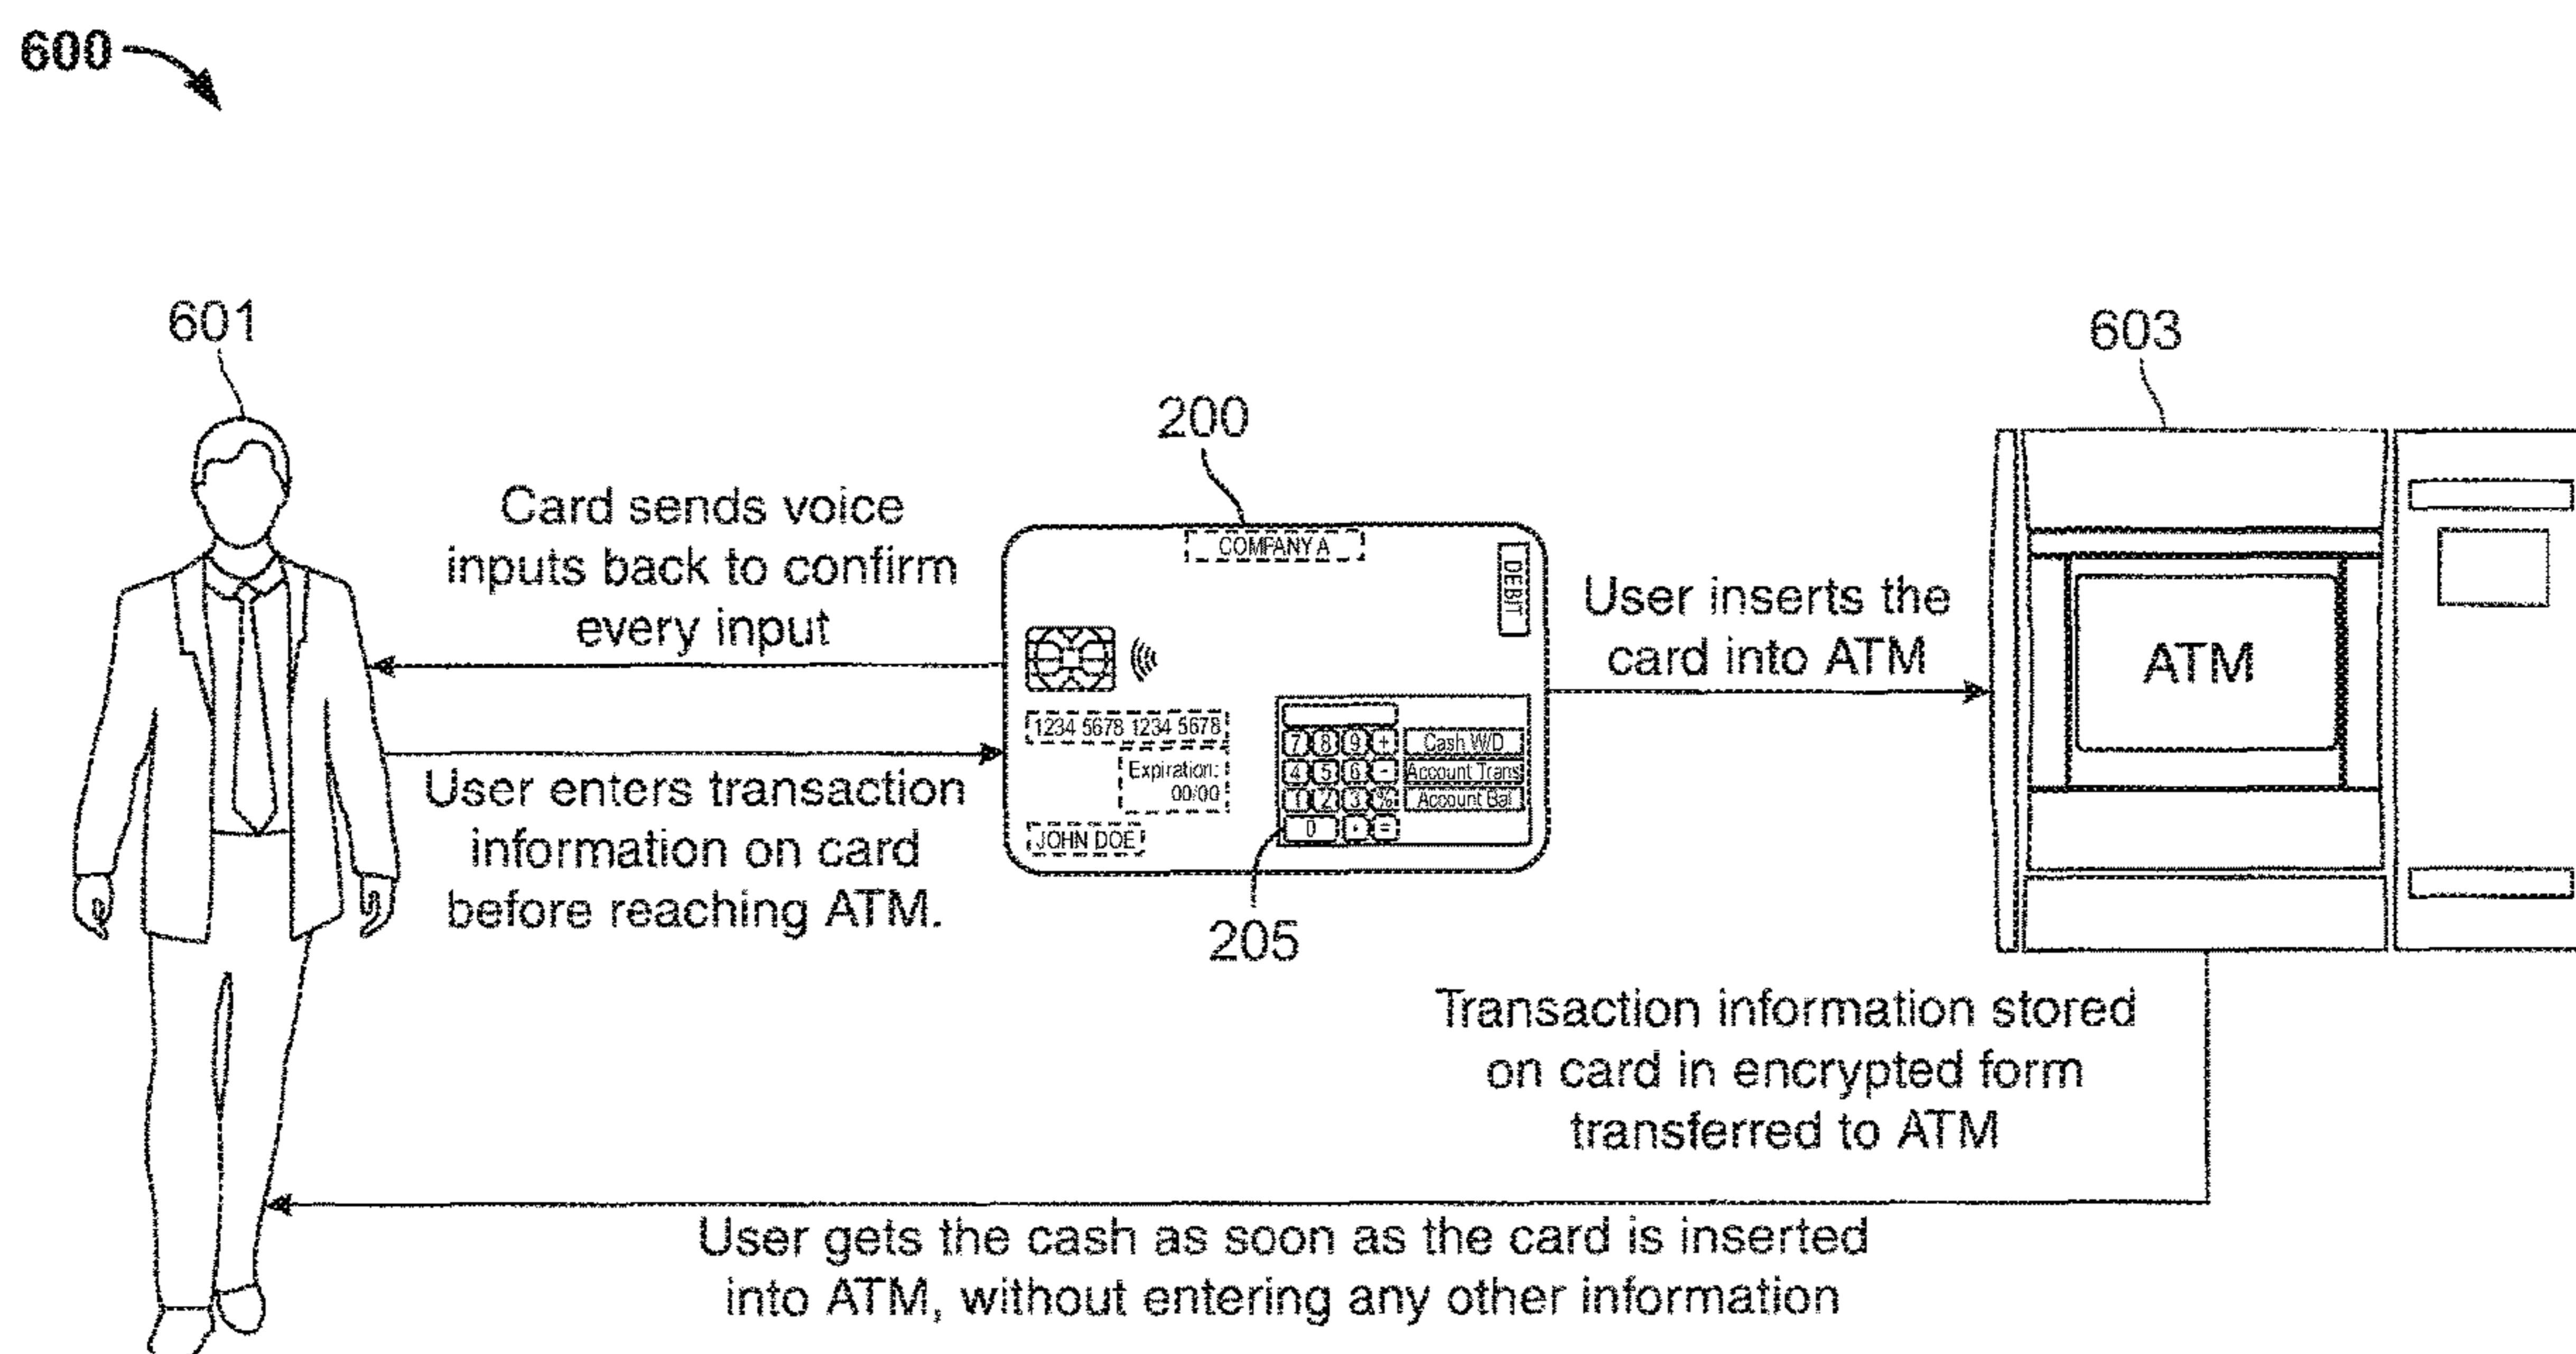 600
601
603
200
Card sends voice
inputs back to confirm
every input
COMPANY A
DEBIT
User inserts the
card into ATM
ATM
1234 5678 1234 5678
Expiration:
00/00
JOHN DOE
7 8 9 + Cash W/D
4 5 6 - Account Trans
1 2 3 % Account Bal
0 . =
User enters transaction
information on card
before reaching ATM.
205
Transaction information stored
on card in encrypted form
transferred to ATM
User gets the cash as soon as the card is inserted
into ATM, without entering any other information